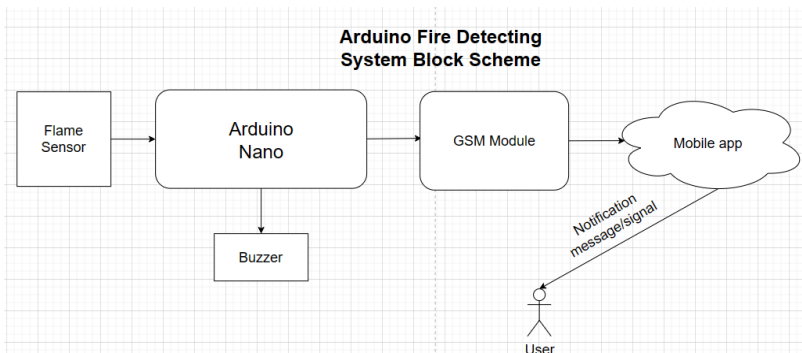 Arduino Fire Detecting
System Block Scheme
Flame
Sensor
Arduino
Nano
GSM Module
Mobile app
Buzzer
Notification
message/signal
User